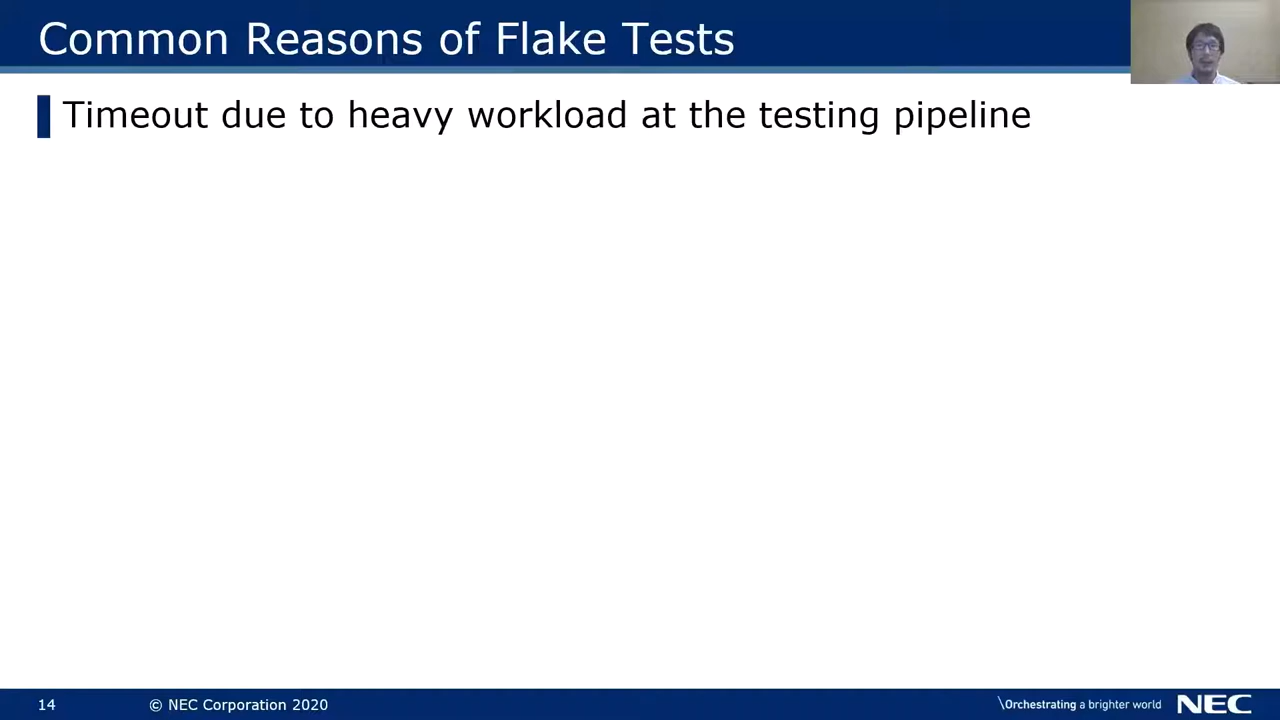 Common Reasons of Flake Tests
Timeout due to heavy workload at the testing pipeline
14
© NEC Corporation 2020
\Orchestrating a brighter world
NEC